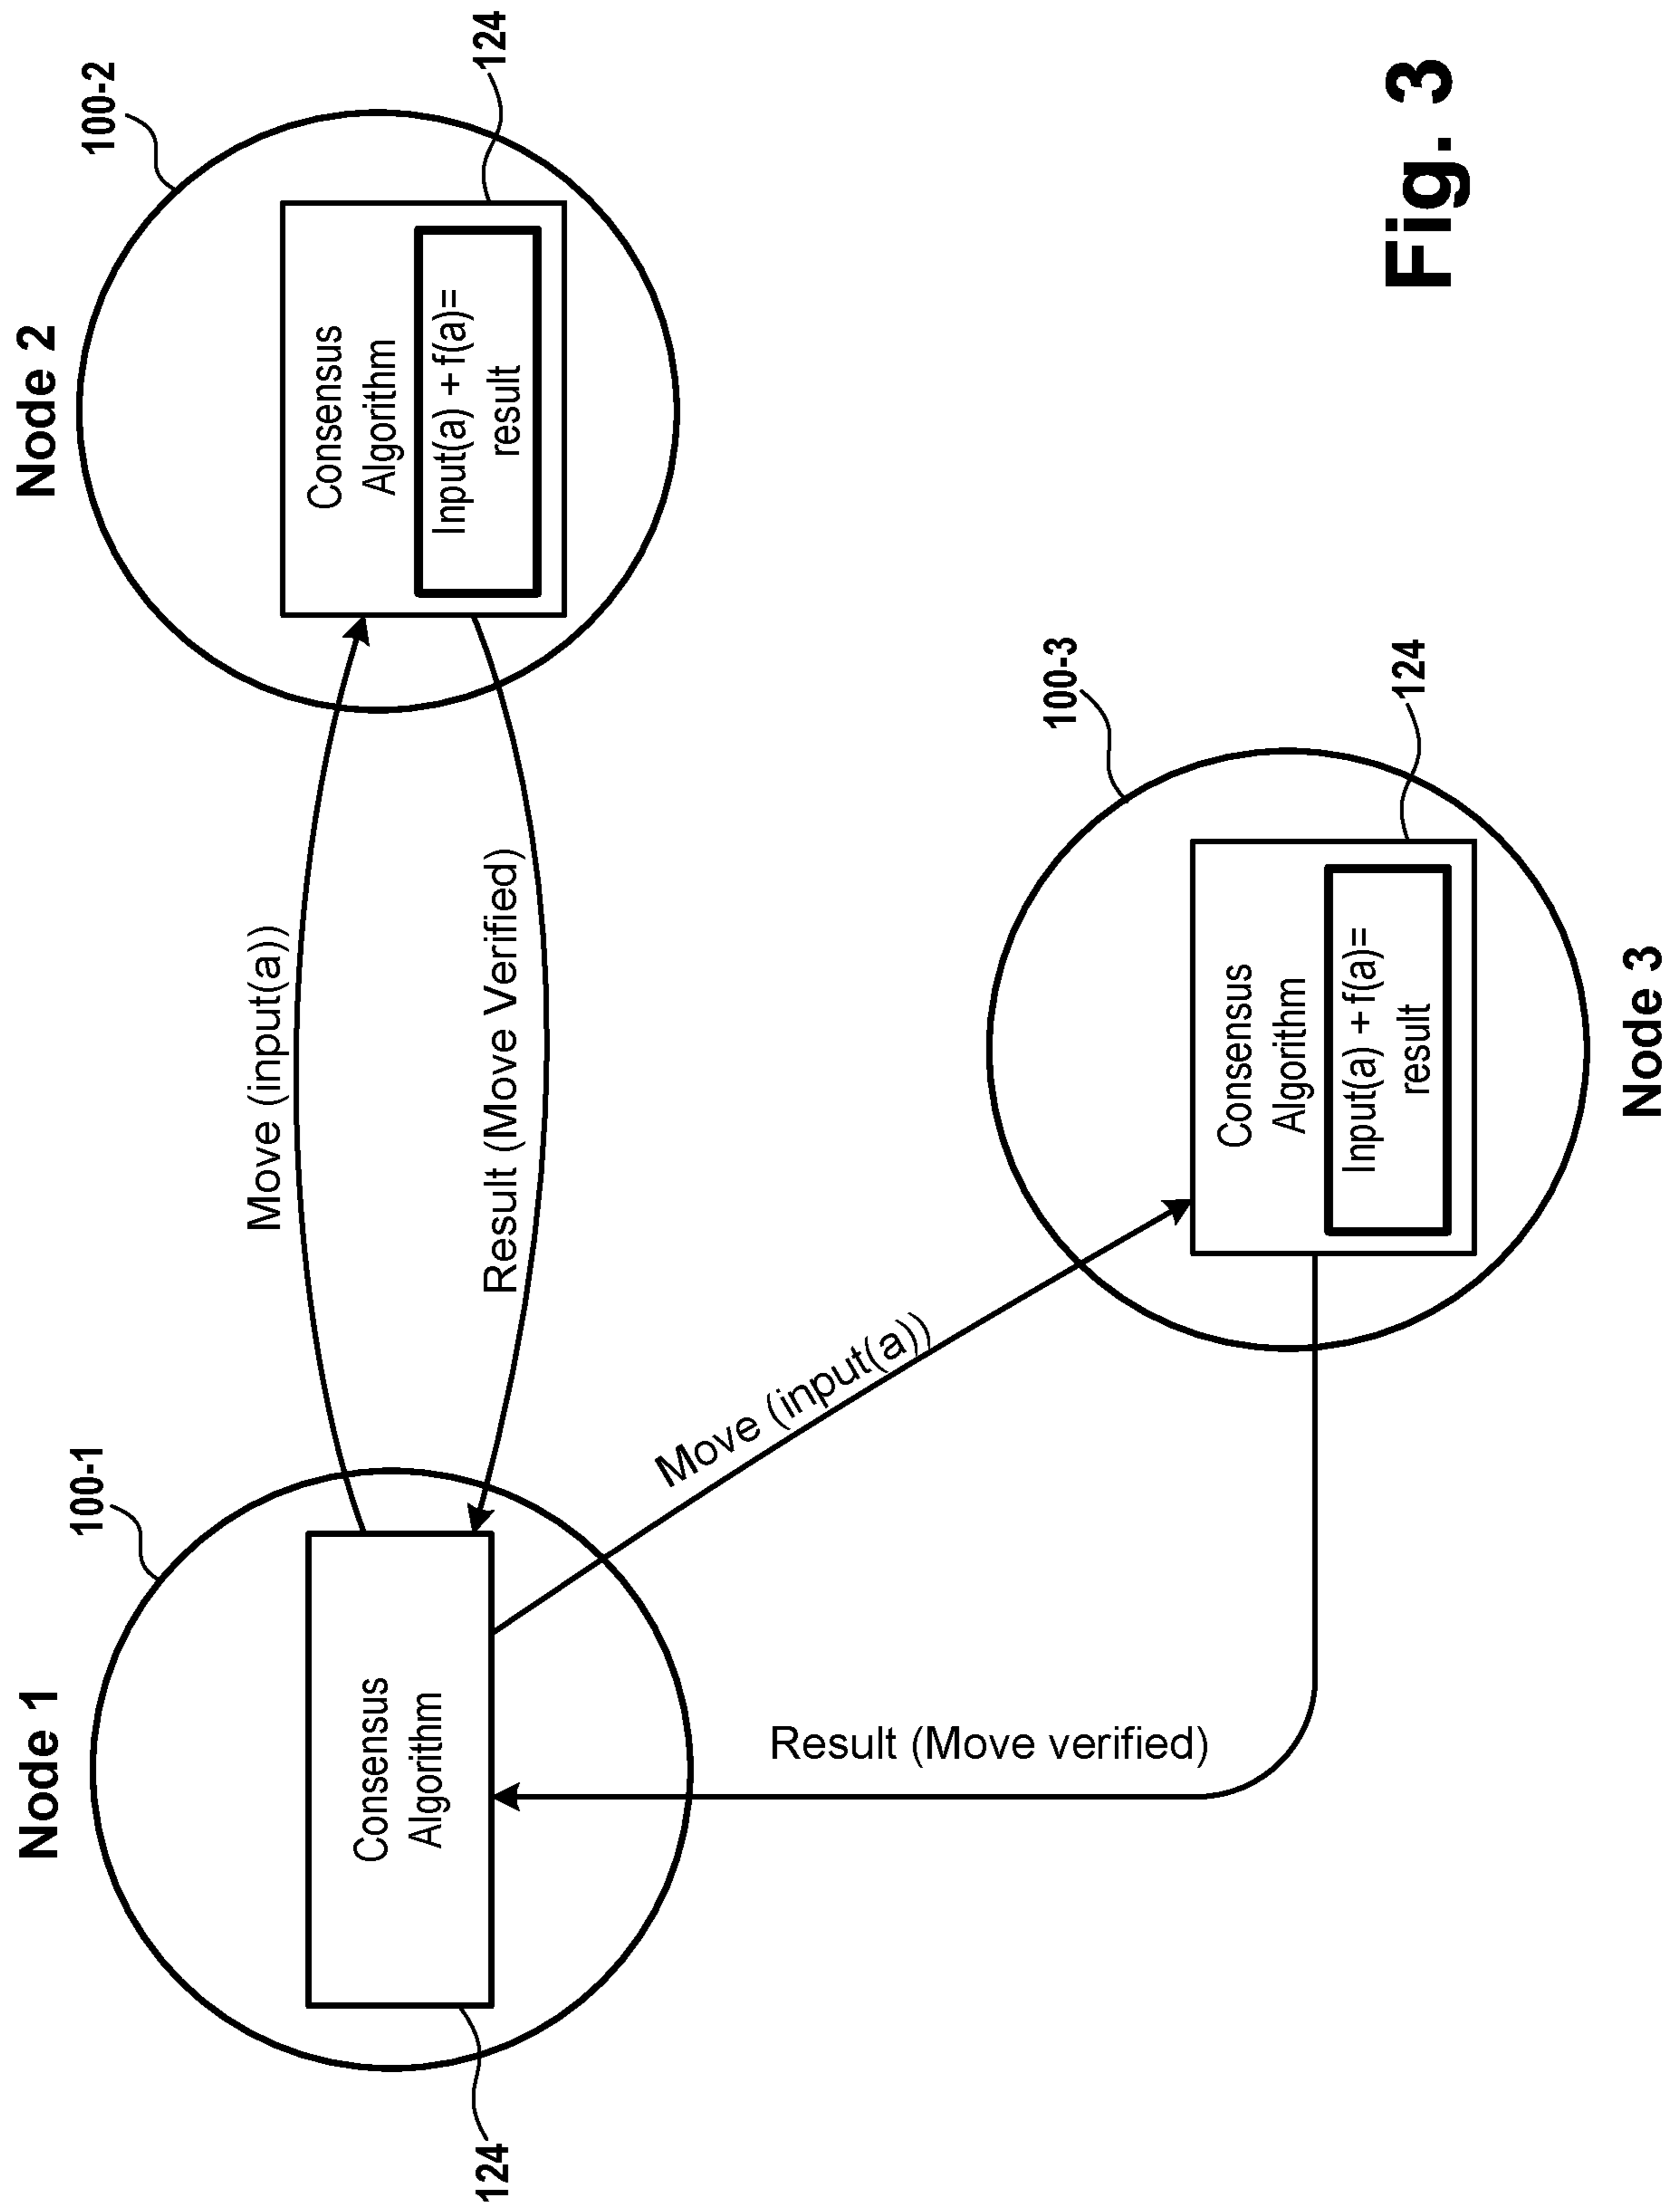 Node 1
100-1
Consensus
Algorithm
124
Move (input(a))
Result (Move Verified)
Node 2
100-2
Consensus
Algorithm
Input(a) + f(a)=
result
124
Move (input(a))
Result (Move verified)
100-3
Consensus
Algorithm
Input(a) + f(a)=
result
124
Node 3
Fig. 3